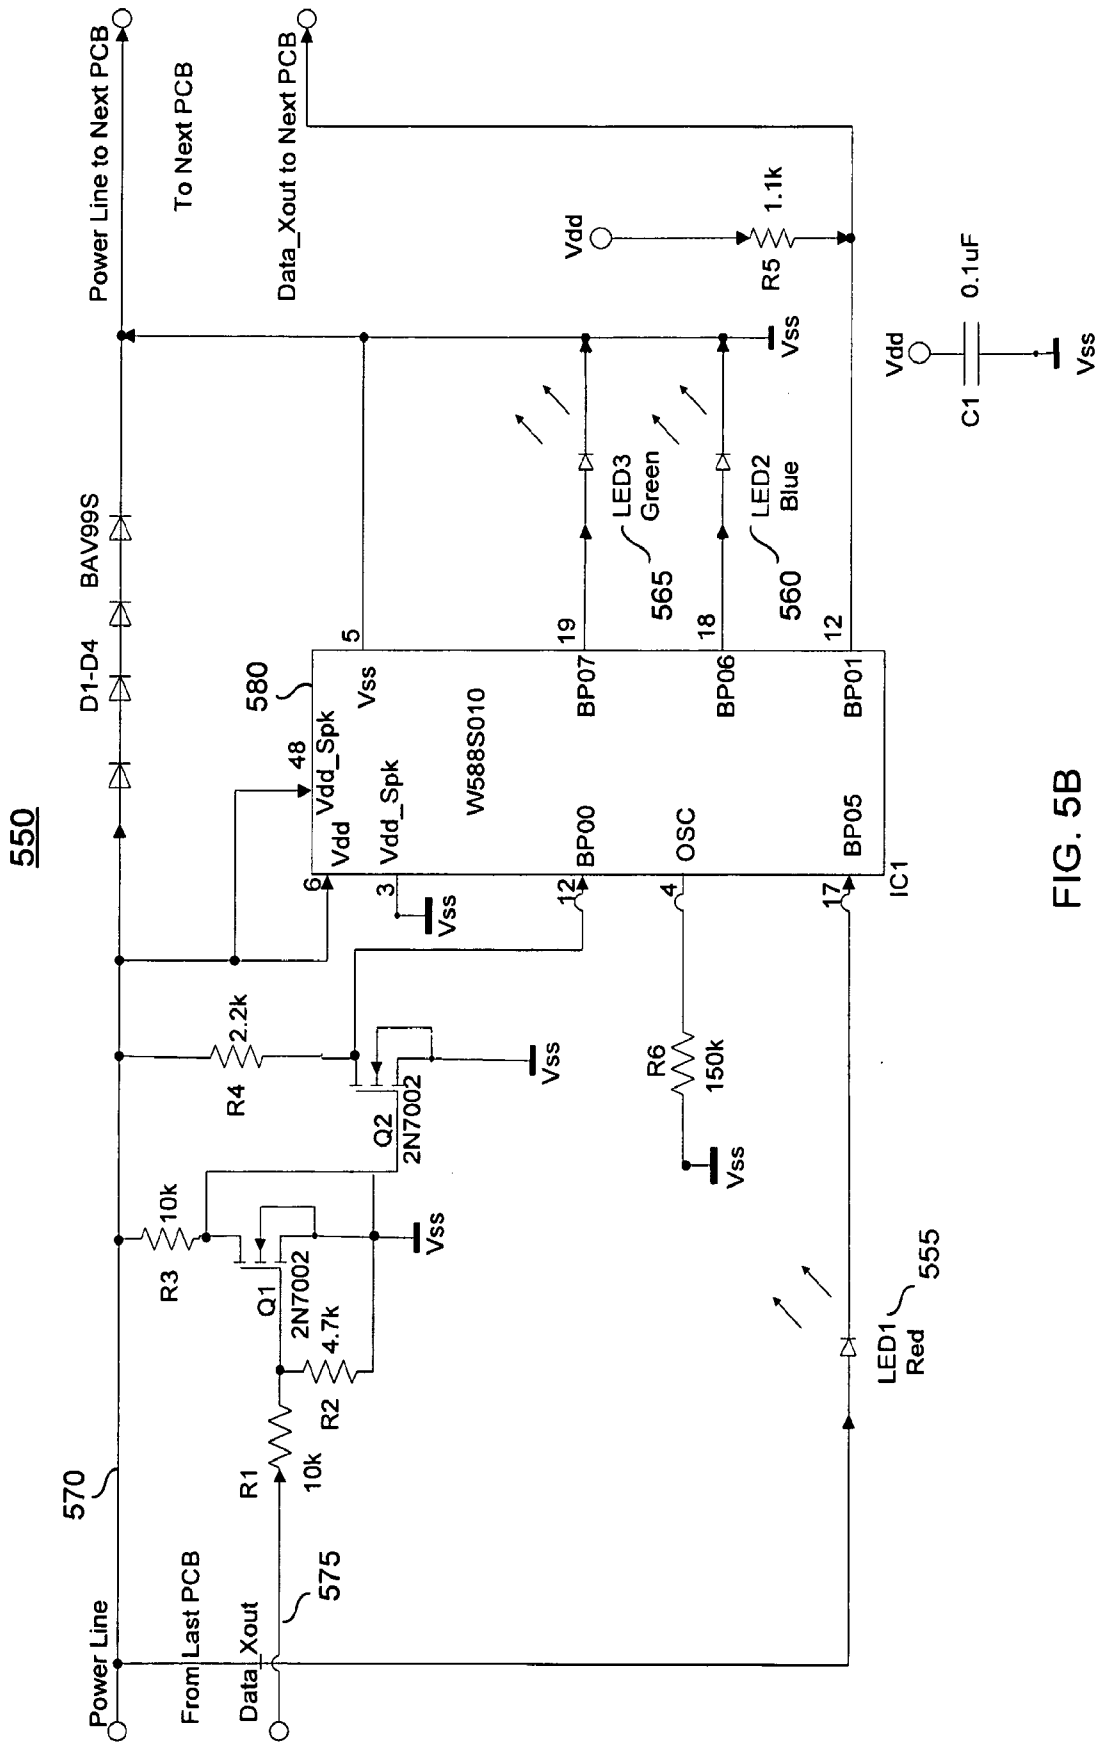 550
Power Line
570
From Last PCB
Data_Xout
575
R1
10k
R2
4.7k
R3
10k
Q1
2N7002
Vss
R4
2.2k
Q2
2N7002
Vss
D1-D4
BAV99S
Power Line to Next PCB
To Next PCB
Data_Xout to Next PCB
580
48
Vdd_Spk
6
Vdd
3
Vdd_Spk
Vss
5
Vss
W588S010
12
BP00
19
BP07
LED3
Green
565
4
OSC
R6
150k
Vss
18
BP06
LED2
Blue
560
17
BP05
12
BP01
IC1
LED1
Red
555
Vss
Vdd
R5
1.1k
Vdd
C1
0.1uF
Vss
FIG. 5B